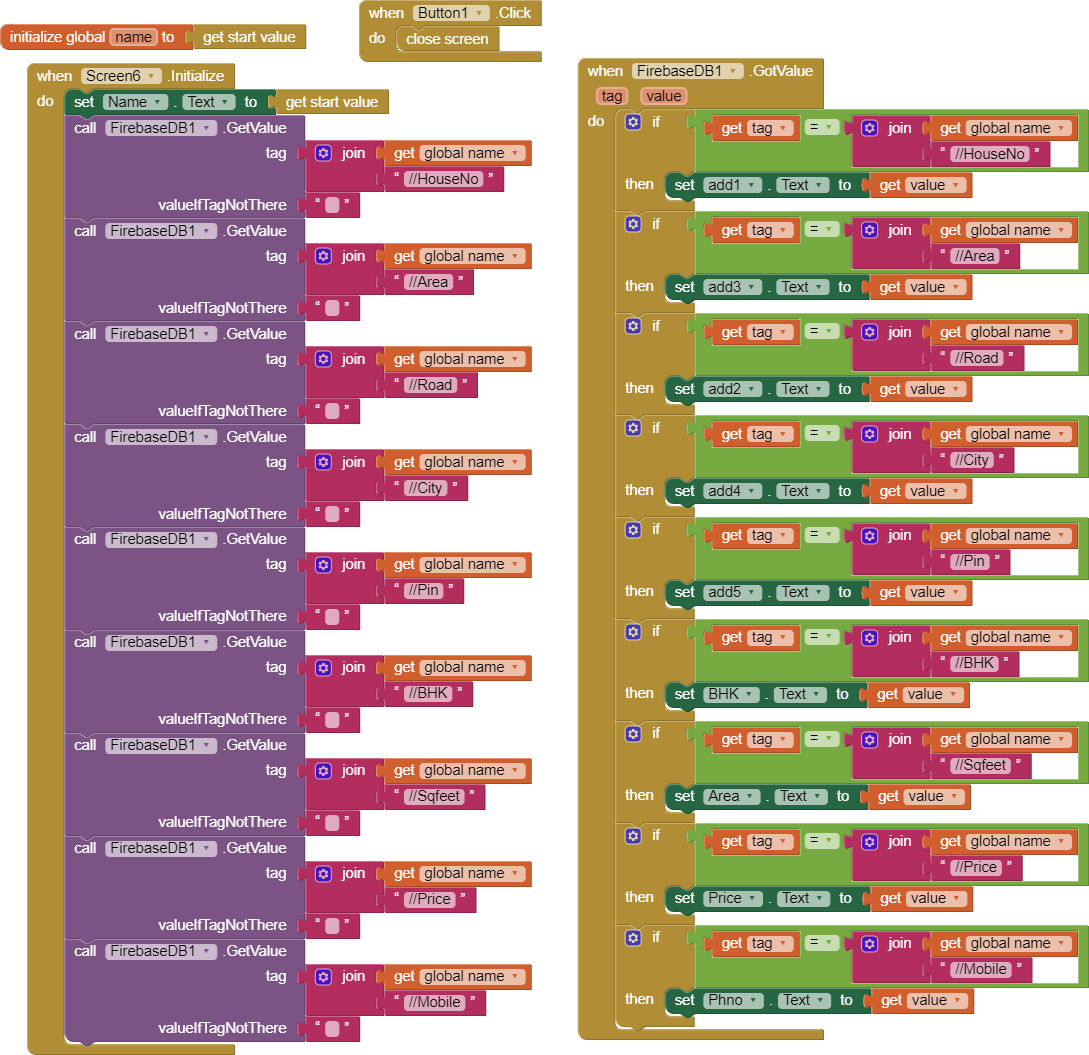 initialize global name to get start value
when Button1 .Click
do close screen
when Screen6 .Initialize
do set Name . Text to get start value
call FirebaseDB1 .GetValue
tag join get global name
“ //HouseNo ”
valueIfTagNotThere “ ”
call FirebaseDB1 .GetValue
tag join get global name
“ //Area ”
valueIfTagNotThere “ ”
call FirebaseDB1 .GetValue
tag join get global name
“ //Road ”
valueIfTagNotThere “ ”
call FirebaseDB1 .GetValue
tag join get global name
“ //City ”
valueIfTagNotThere “ ”
call FirebaseDB1 .GetValue
tag join get global name
“ //Pin ”
valueIfTagNotThere “ ”
call FirebaseDB1 .GetValue
tag join get global name
“ //BHK ”
valueIfTagNotThere “ ”
call FirebaseDB1 .GetValue
tag join get global name
“ //Sqfeet ”
valueIfTagNotThere “ ”
call FirebaseDB1 .GetValue
tag join get global name
“ //Price ”
valueIfTagNotThere “ ”
call FirebaseDB1 .GetValue
tag join get global name
“ //Mobile ”
valueIfTagNotThere “ ”
when FirebaseDB1 .GotValue
tag value
do if get tag = join get global name
“ //HouseNo ”
then set add1 . Text to get value
if get tag = join get global name
“ //Area ”
then set add3 . Text to get value
if get tag = join get global name
“ //Road ”
then set add2 . Text to get value
if get tag = join get global name
“ //City ”
then set add4 . Text to get value
if get tag = join get global name
“ //Pin ”
then set add5 . Text to get value
if get tag = join get global name
“ //BHK ”
then set BHK . Text to get value
if get tag = join get global name
“ //Sqfeet ”
then set Area . Text to get value
if get tag = join get global name
“ //Price ”
then set Price . Text to get value
if get tag = join get global name
“ //Mobile ”
then set Phno . Text to get value